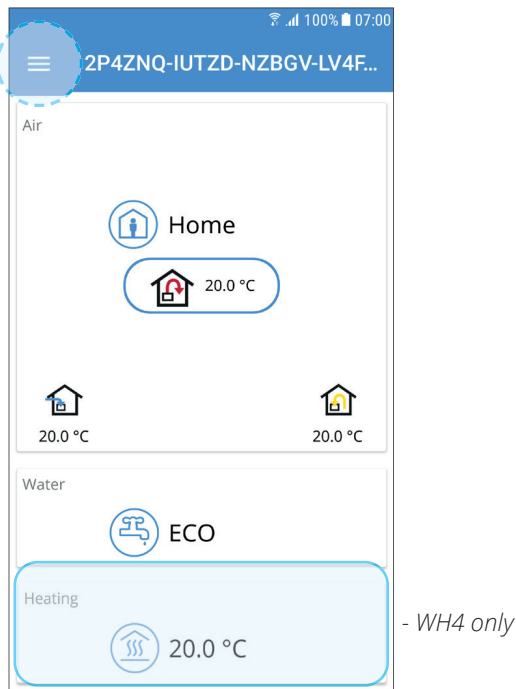 100% 07:00
2P4ZNQ-IUTZD-NZBGV-LV4F...
Air
Home
20.0 °C
20.0 °C 20.0 °C
Water
ECO
Heating
20.0 °C
- WH4 only